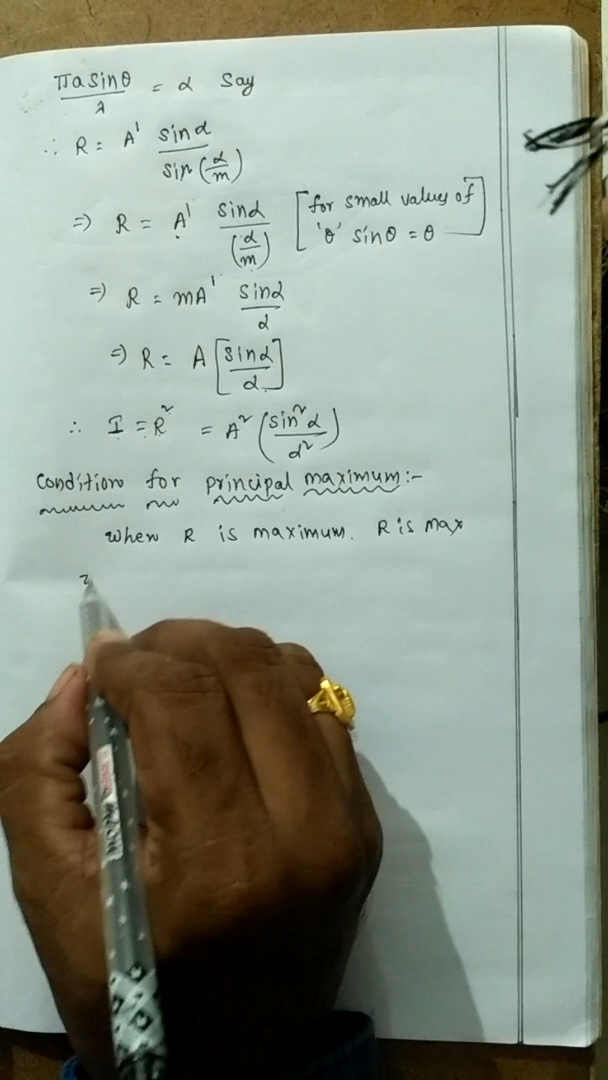 πa sinθ/λ = α say
∴ R = A' sinα/sin(α/m)
⇒ R = A' sinα/(α/m) [for small values of 'θ' sinθ = θ]
⇒ R = mA' sinα/α
⇒ R = A [sinα/α]
∴ I = R² = A² (sin²α/α²)
Condition for principal maximum:-
When R is maximum. R is max